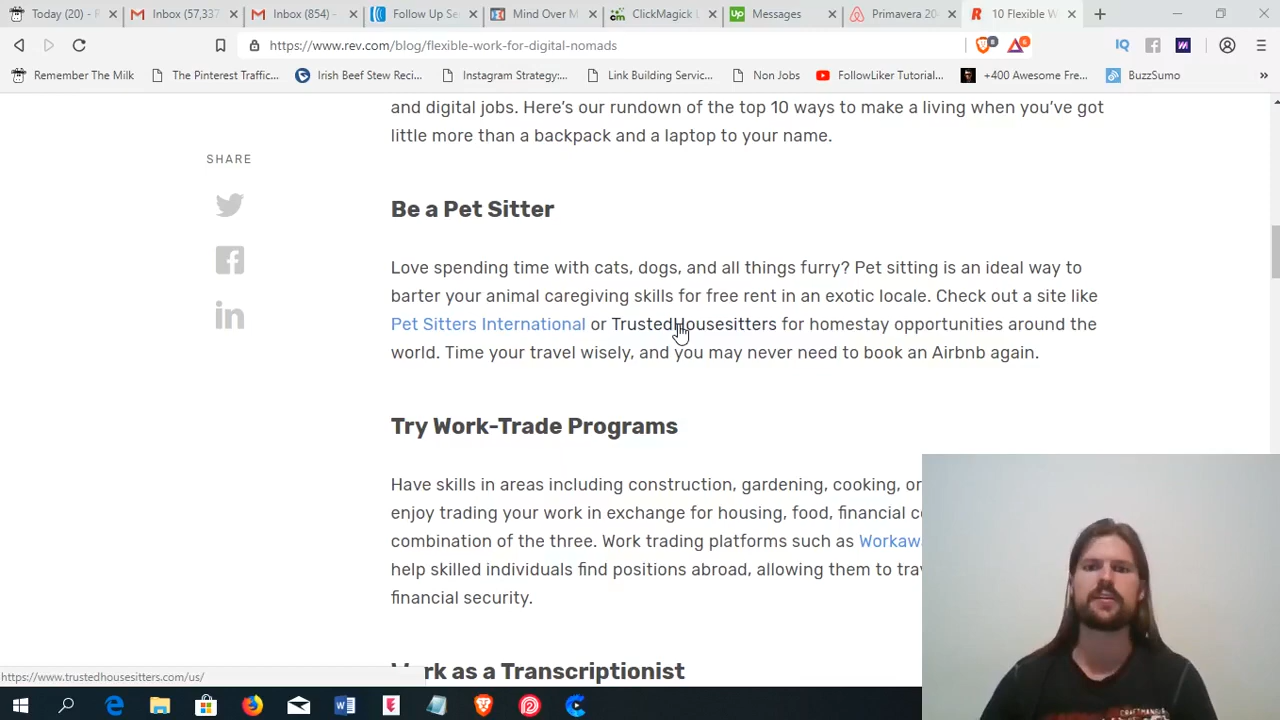 Today (20) - R
Inbox (57,337
Inbox (854) -
Follow Up Se
Mind Over M
ClickMagick L
Messages
Primavera 204
10 Flexible W
https://www.rev.com/blog/flexible-work-for-digital-nomads
Remember The Milk
The Pinterest Traffic...
Irish Beef Stew Reci...
Instagram Strategy:...
Link Building Servic...
Non Jobs
FollowLiker Tutorial...
+400 Awesome Fre...
BuzzSumo
and digital jobs. Here's our rundown of the top 10 ways to make a living when you've got
little more than a backpack and a laptop to your name.
SHARE
Be a Pet Sitter
Love spending time with cats, dogs, and all things furry? Pet sitting is an ideal way to
barter your animal caregiving skills for free rent in an exotic locale. Check out a site like
Pet Sitters International or TrustedHousesitters for homestay opportunities around the
world. Time your travel wisely, and you may never need to book an Airbnb again.
Try Work-Trade Programs
Have skills in areas including construction, gardening, cooking, or
enjoy trading your work in exchange for housing, food, financial co
combination of the three. Work trading platforms such as Workaw
help skilled individuals find positions abroad, allowing them to trav
financial security.
Work as a Transcriptionist
https://www.trustedhousesitters.com/us/